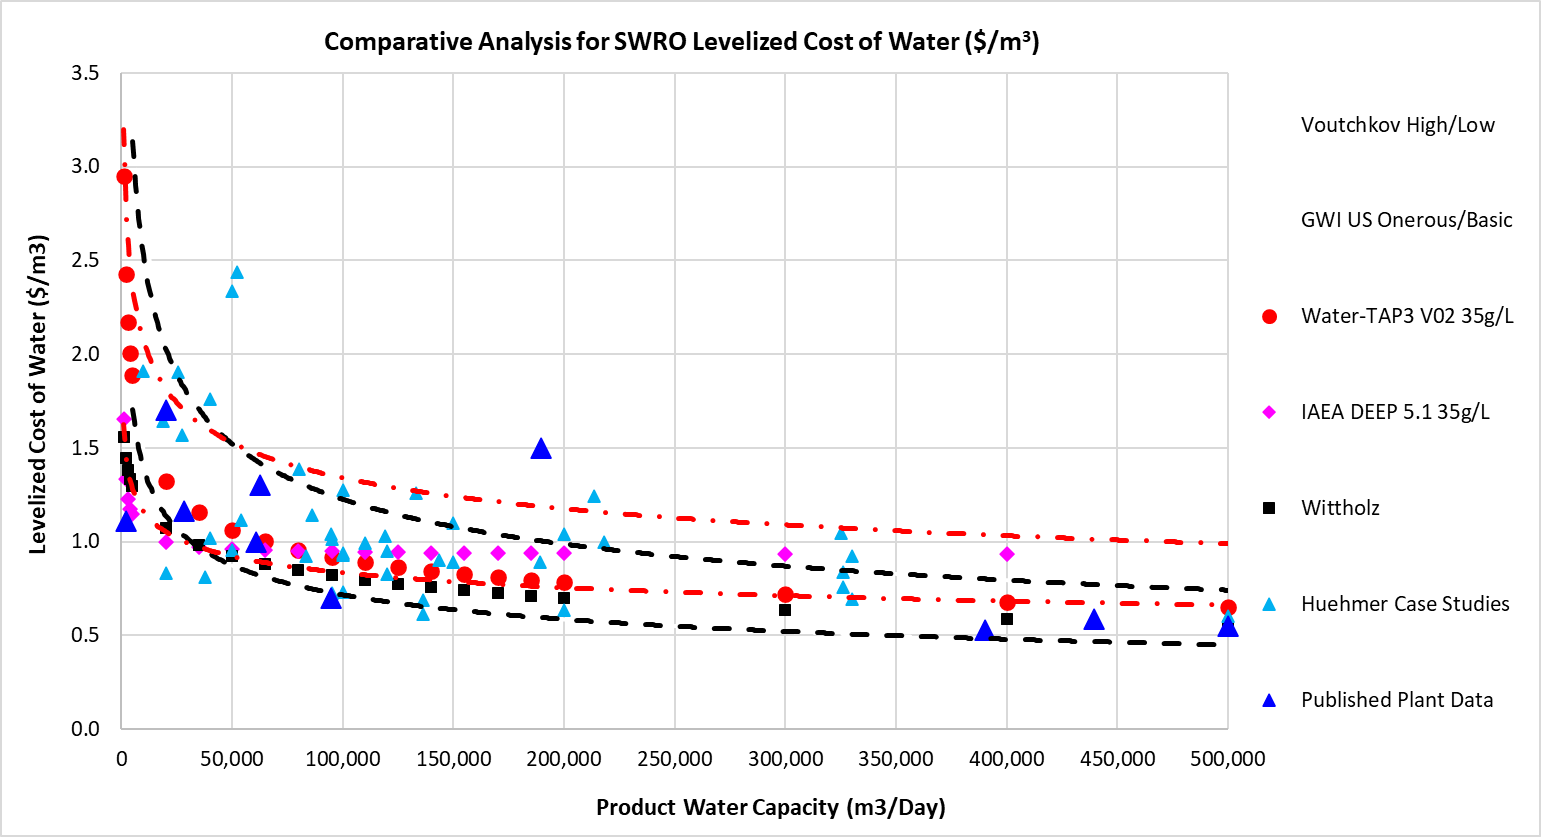 Comparative Analysis for SWRO Levelized Cost of Water ($/m³)
3.5
3.0
2.5
2.0
1.5
1.0
0.5
0.0
Levelized Cost of Water ($/m3)
0
50,000
100,000
150,000
200,000
250,000
300,000
350,000
400,000
450,000
500,000
Product Water Capacity (m3/Day)
Voutchkov High/Low
GWI US Onerous/Basic
Water-TAP3 V02 35g/L
IAEA DEEP 5.1 35g/L
Wittholz
Huehmer Case Studies
Published Plant Data